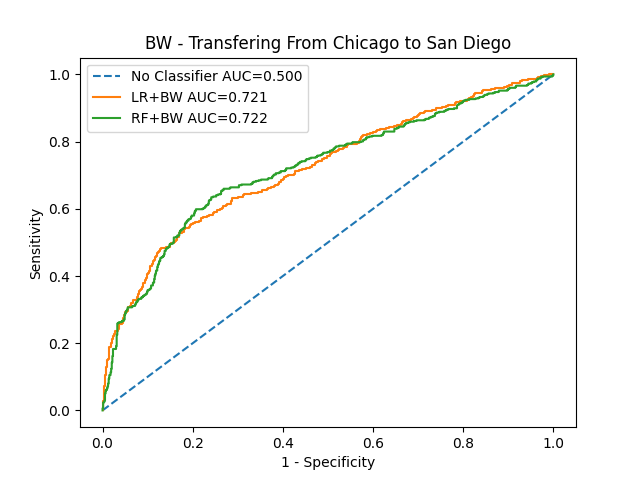 BW - Transfering From Chicago to San Diego
No Classifier AUC=0.500
LR+BW AUC=0.721
RF+BW AUC=0.722
Sensitivity
1.0
0.8
0.6
0.4
0.2
0.0
0.0 0.2 0.4 0.6 0.8 1.0
1 - Specificity